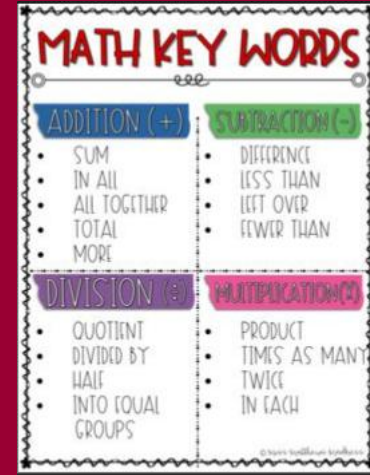 MATH KEY WORDS
ADDITION (+)
• SUM
• IN ALL
• ALL TOGETHER
• TOTAL
• MORE
SUBTRACTION (-)
• DIFFERENCE
• LESS THAN
• LEFT OVER
• FEWER THAN
DIVISION (÷)
• QUOTIENT
• DIVIDED BY
• HALF
• INTO EQUAL
GROUPS
MULTIPLICATION(×)
• PRODUCT
• TIMES AS MANY
• TWICE
• IN EACH